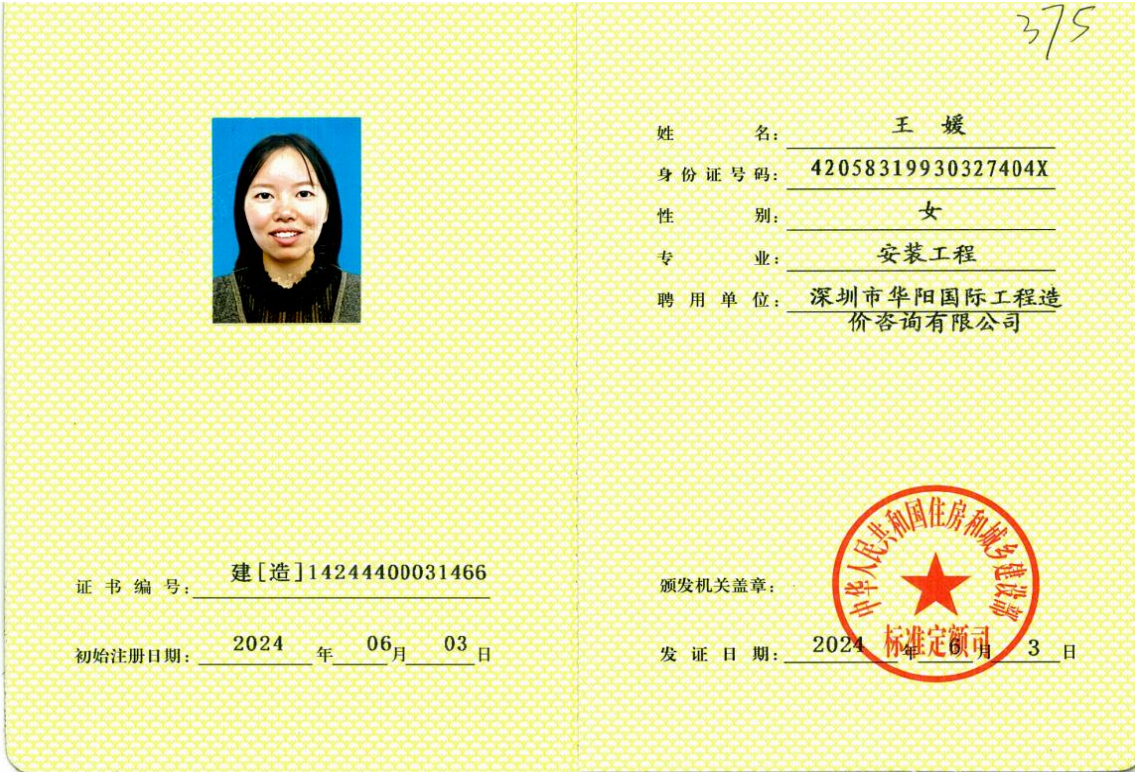 375
姓名: 王 媛
身份证号码: 42058319930327404X
性别: 女
专业: 安装工程
聘用单位: 深圳市华阳国际工程造
价咨询有限公司
证书编号: 建[造]14244400031466
初始注册日期: 2024 年 06 月 03 日
颁发机关盖章:
中华人民共和国住房和城乡建设部
标准定额司
发证日期: 2024 年 6 月 3 日